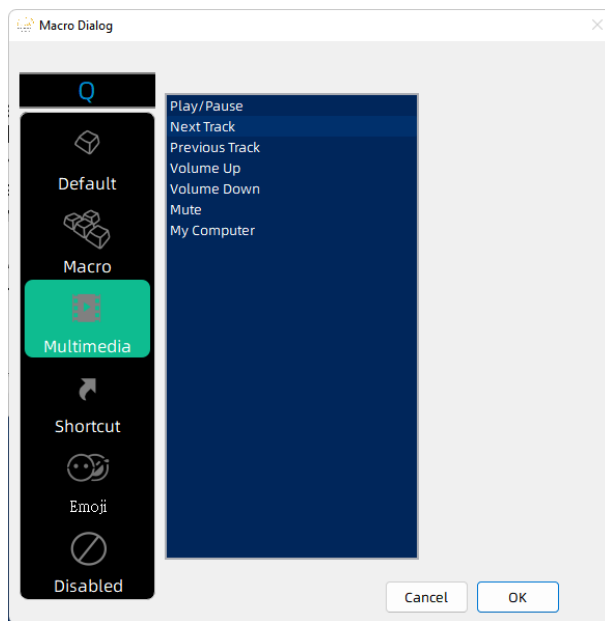 Macro Dialog
Q
Default
Macro
Multimedia
Shortcut
Emoji
Disabled
Play/Pause
Next Track
Previous Track
Volume Up
Volume Down
Mute
My Computer
Cancel
OK